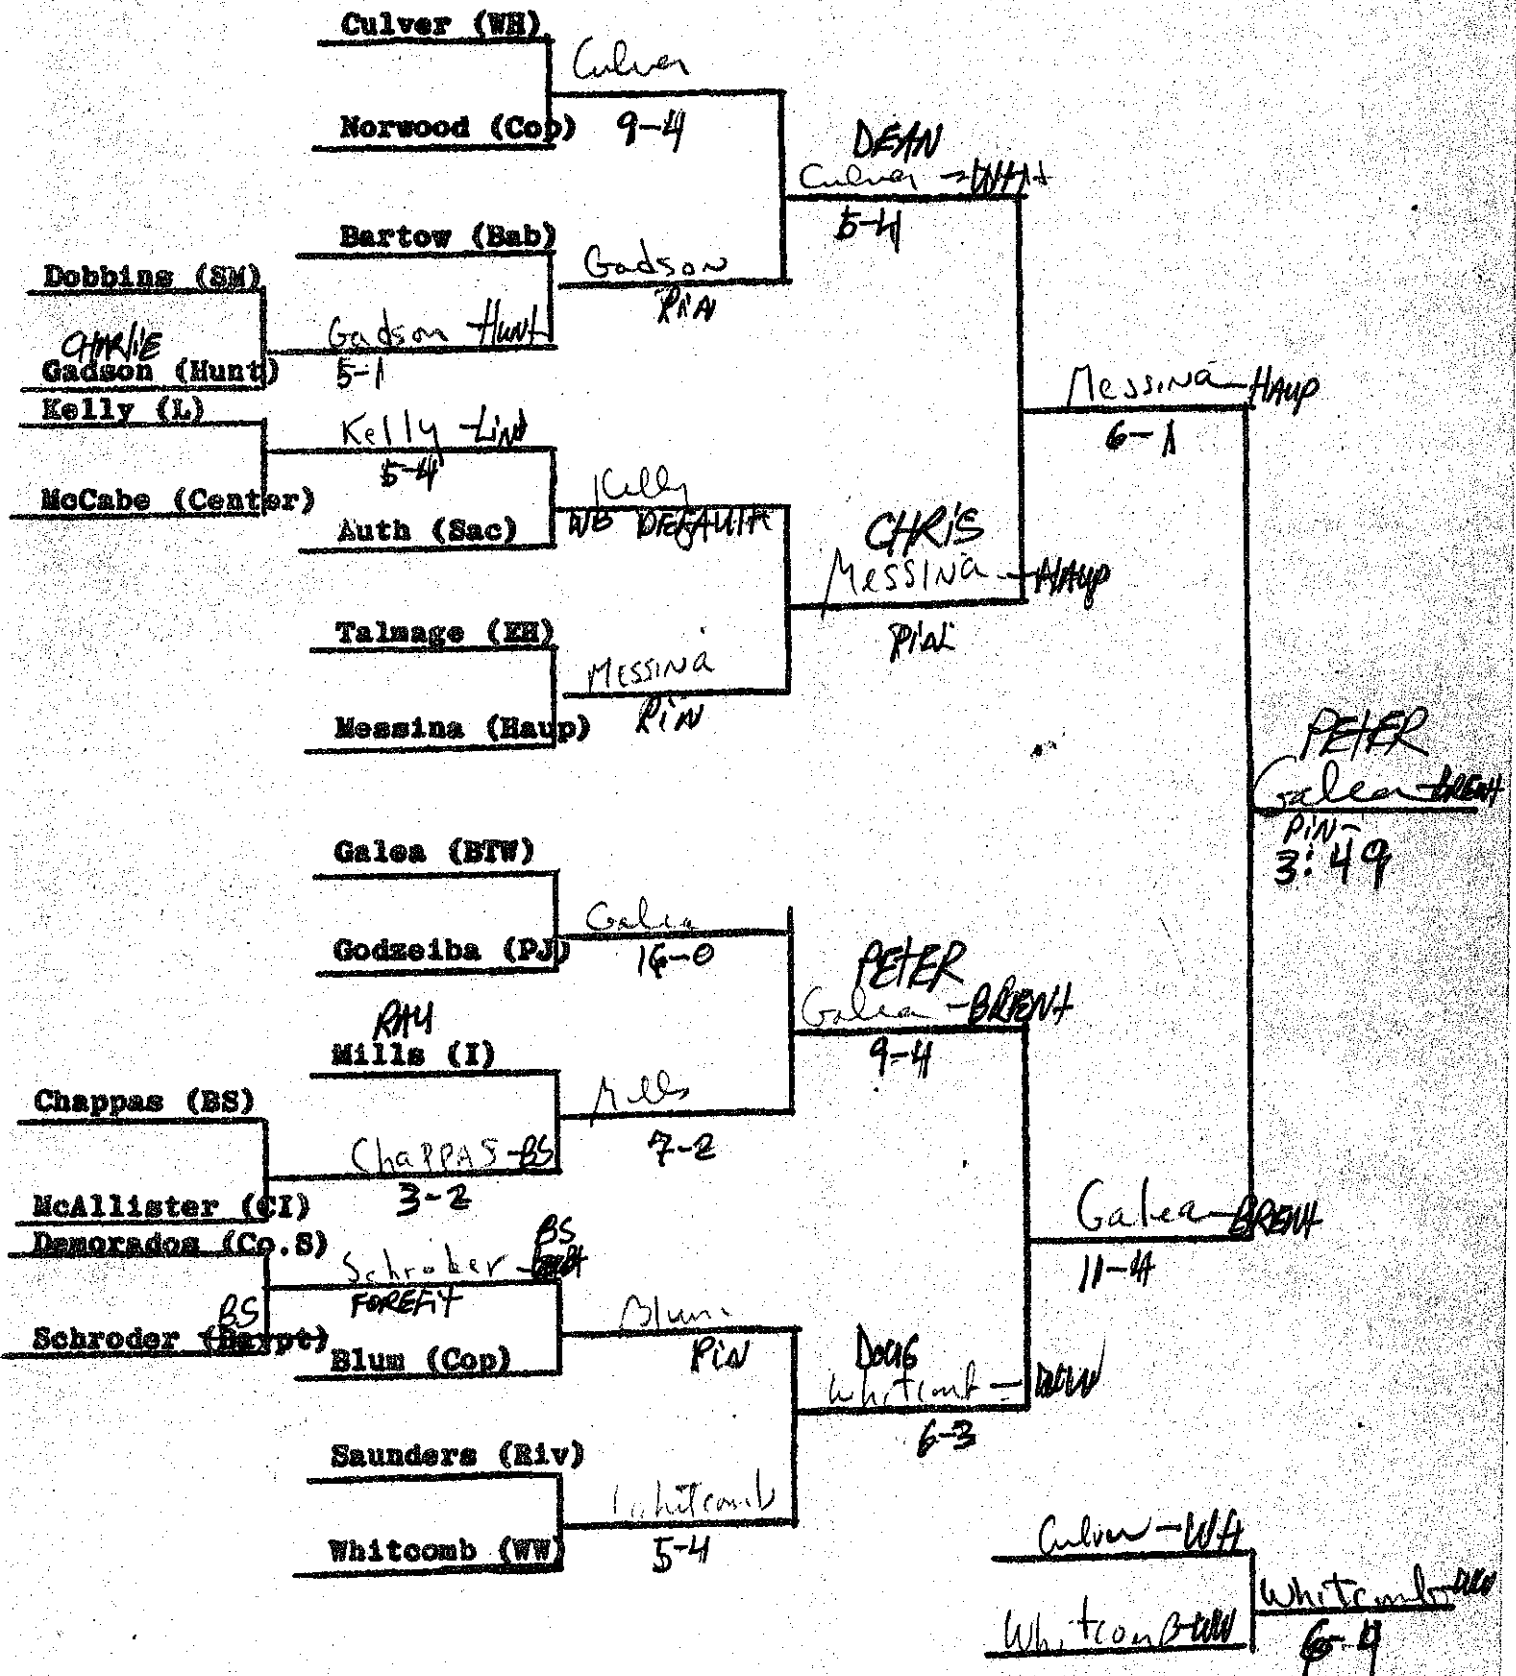 Culver (WH)
Culver
Norwood (Cop)
9-4
DEAN
Culver - WH
5-4
Bartow (Bab)
Gadson
Pin
Dobbins (SM)
CHARLIE
Gadson - Hunt
5-1
Gadson (Hunt)
Kelly (L)
Kelly - Lind
5-4
McCabe (Center)
Kelly
WB DEFAULT
Auth (Sac)
Messina - HAUP
6-1
CHRIS
Messina - HAUP
PIN
Talmage (EH)
Messina
PiN
Messina (Haup)
PETER
Galea - BRENT
PiN-
3:49
Galea (BTW)
Galea
16-0
Godzeiba (PJ)
PETER
Galea - BRENT
9-4
RAY
Mills (I)
Mills
7-2
Chappas (BS)
Chappas - BS
3-2
McAllister (CI)
Damorados (Co.S)
Galea - BRENT
11-4
BS
Schroder -
FOREFIT
BS
Schroder (Baypt)
Blum
PiN
Blum (Cop)
DOUG
Whitcomb -
6-3
Saunders (Riv)
Whitcomb
5-4
Whitcomb (WW)
Culver - WH
Whitcomb - WW
Whitcomb - WW